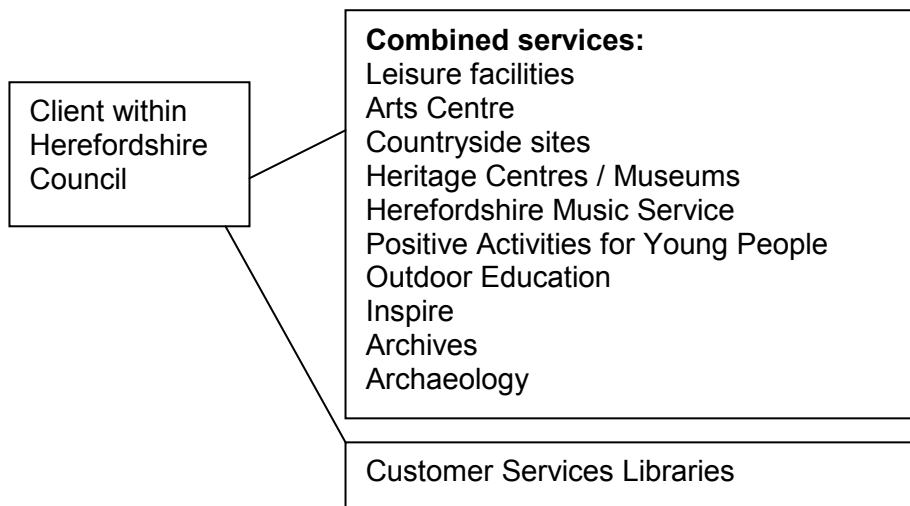 Client within
Herefordshire
Council
Combined services:
Leisure facilities
Arts Centre
Countryside sites
Heritage Centres / Museums
Herefordshire Music Service
Positive Activities for Young People
Outdoor Education
Inspire
Archives
Archaeology
Customer Services Libraries